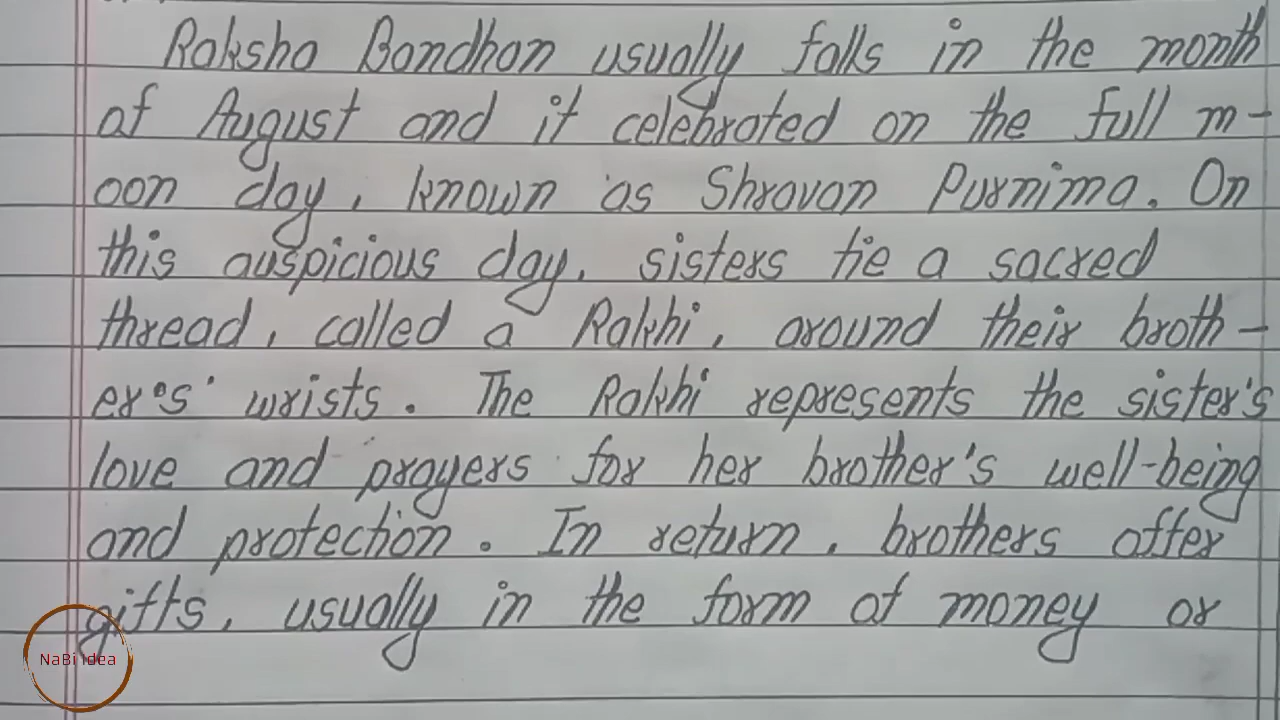 Raksha Bandhan usually falls in the month
of August and it celebrated on the full m-
oon day, known as Shravan Purnima. On
this auspicious day, sisters tie a sacred
thread, called a Rakhi, around their broth-
er's' wrists. The Rakhi represents the sister's
love and prayers for her brother's well-being
and protection. In return, brothers offer
gifts, usually in the form of money or
NaBi Idea